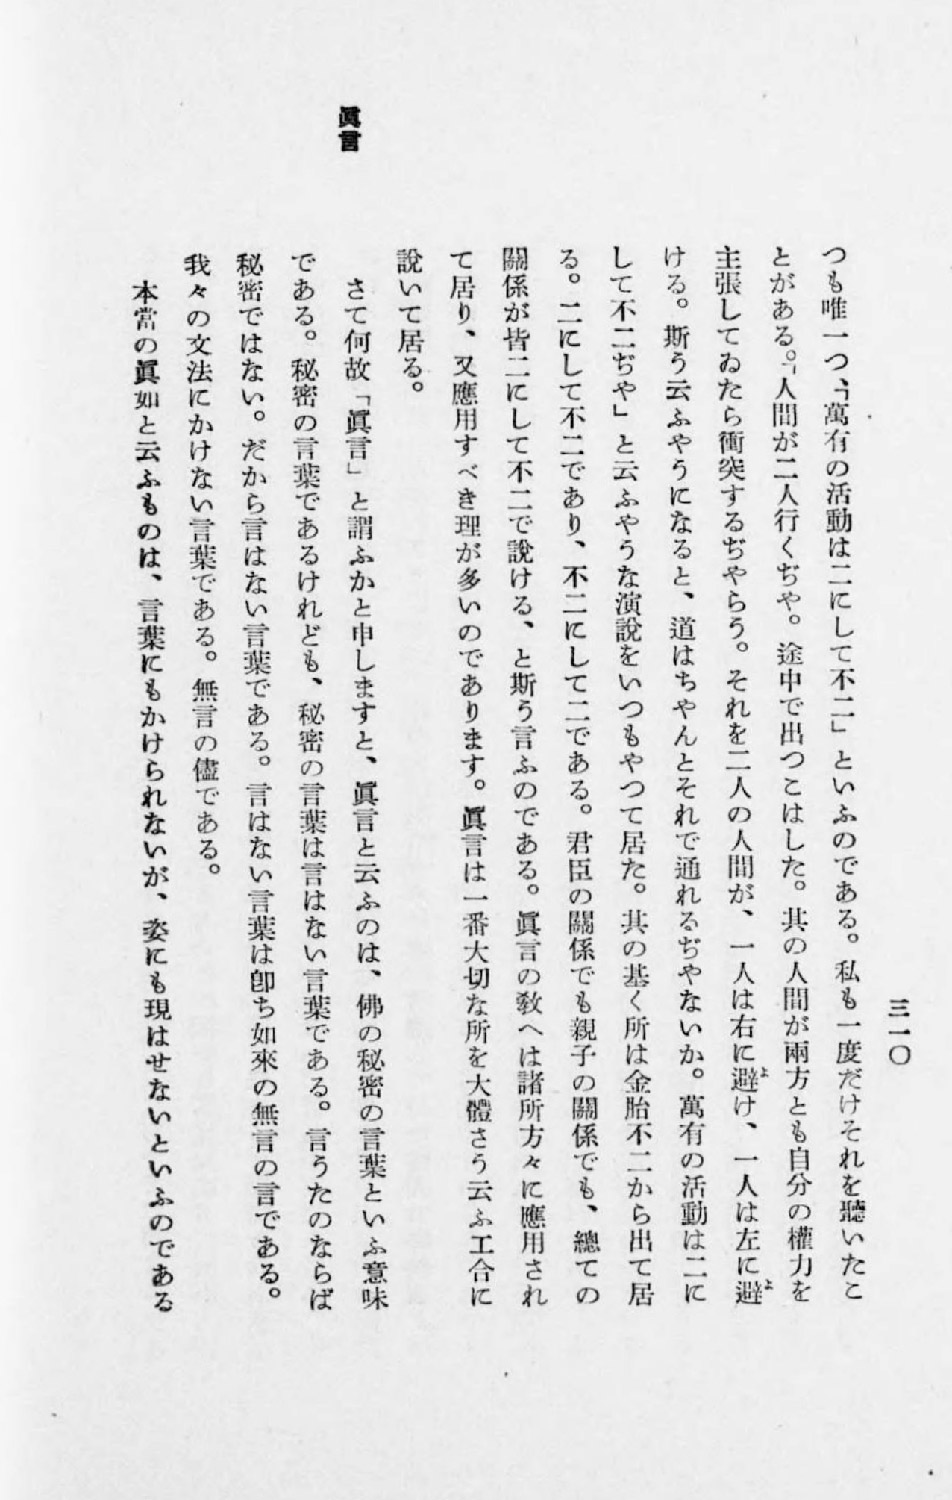 三一〇
つも唯一つ、「萬有の活動は二にして不二」といふのである。私も一度だけそれを聽いたこ
とがある。「人間が二人行くぢや。途中で出つこはした。其の人間が兩方とも自分の權力を
主張してゐたら衝突するぢやらう。それを二人の人間が、一人は右に避け、一人は左に避
ける。斯う云ふやうになると、道はちやんとそれで通れるぢやないか。萬有の活動は二に
して不二ぢや」と云ふやうな演說をいつもやつて居た。其の基く所は金胎不二から出て居
る。二にして不二であり、不二にして二である。君臣の關係でも親子の關係でも、總ての
關係が皆二にして不二で說ける、と斯う言ふのである。眞言の敎へは諸所方々に應用され
て居り、又應用すべき理が多いのであります。眞言は一番大切な所を大體さう云ふ工合に
說いて居る。
眞言
さて何故「眞言」と謂ふかと申しますと、眞言と云ふのは、佛の秘密の言葉といふ意味
である。秘密の言葉であるけれども、秘密の言葉は言はない言葉である。言うたのならば
秘密ではない。だから言はない言葉である。言はない言葉は卽ち如來の無言の言である。
我々の文法にかけない言葉である。無言の儘である。
本當の眞如と云ふものは、言葉にもかけられないが、姿にも現はせないといふのである